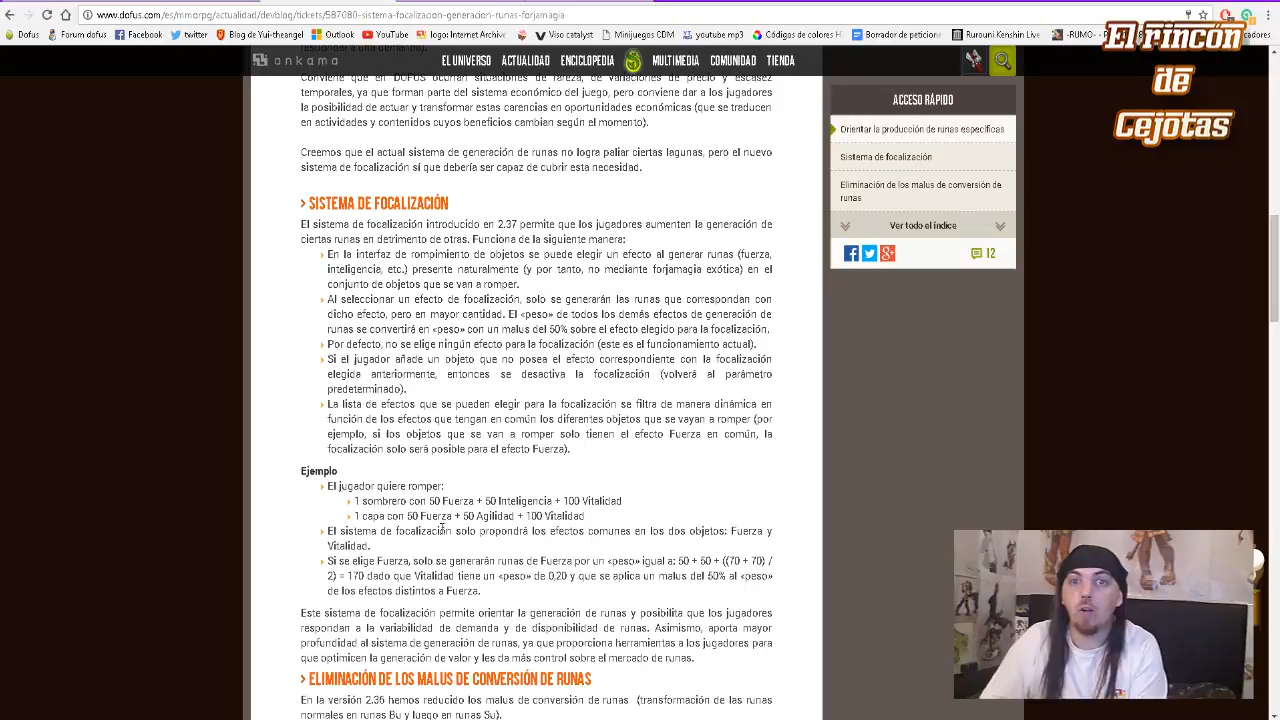 www.dofus.com/es/mmorpg/actualidad/devblog/tickets/587080-sistema-focalizacion-generacion-runas-forjamagia
Dofus Forum dofus Facebook twitter Blog de Yui-theangel Outlook YouTube logo: Internet Archive Viso catalyst Minijuegos CDM youtube mp3 Códigos de colores H Borrador de peticione Rurouni Kenshin Live -RUMO-
El rincón
de
Cejotas
ankama EL UNIVERSO ACTUALIDAD ENCICLOPEDIA MULTIMEDIA COMUNIDAD TIENDA
responder a una demanda).
Conviene que en DOFUS ocurran situaciones de rareza, de variaciones de precio y escasez
temporales, ya que forman parte del sistema económico del juego, pero conviene dar a los jugadores
la posibilidad de actuar y transformar estas carencias en oportunidades económicas (que se traducen
en actividades y contenidos cuyos beneficios cambian según el momento).
Creemos que el actual sistema de generación de runas no logra paliar ciertas lagunas, pero el nuevo
sistema de focalización sí que debería ser capaz de cubrir esta necesidad.
> SISTEMA DE FOCALIZACIÓN
El sistema de focalización introducido en 2.37 permite que los jugadores aumenten la generación de
ciertas runas en detrimento de otras. Funciona de la siguiente manera:
En la interfaz de rompimiento de objetos se puede elegir un efecto al generar runas (fuerza,
inteligencia, etc.) presente naturalmente (y por tanto, no mediante forjamagia exótica) en el
conjunto de objetos que se van a romper.
Al seleccionar un efecto de focalización, solo se generarán las runas que correspondan con
dicho efecto, pero en mayor cantidad. El «peso» de todos los demás efectos de generación de
runas se convertirá en «peso» con un malus del 50% sobre el efecto elegido para la focalización.
Por defecto, no se elige ningún efecto para la focalización (este es el funcionamiento actual).
Si el jugador añade un objeto que no posea el efecto correspondiente con la focalización
elegida anteriormente, entonces se desactiva la focalización (volverá al parámetro
predeterminado).
La lista de efectos que se pueden elegir para la focalización se filtra de manera dinámica en
función de los efectos que tengan en común los diferentes objetos que se vayan a romper (por
ejemplo, si los objetos que se van a romper solo tienen el efecto Fuerza en común, la
focalización solo será posible para el efecto Fuerza).
Ejemplo
El jugador quiere romper:
1 sombrero con 50 Fuerza + 50 Inteligencia + 100 Vitalidad
1 capa con 50 Fuerza + 50 Agilidad + 100 Vitalidad
El sistema de focalización solo propondrá los efectos comunes en los dos objetos: Fuerza y
Vitalidad.
Si se elige Fuerza, solo se generarán runas de Fuerza por un «peso» igual a: 50 + 50 + ((70 + 70) /
2) = 170 dado que Vitalidad tiene un «peso» de 0,20 y que se aplica un malus del 50% al «peso»
de los efectos distintos a Fuerza.
Este sistema de focalización permite orientar la generación de runas y posibilita que los jugadores
respondan a la variabilidad de demanda y de disponibilidad de runas. Asimismo, aporta mayor
profundidad al sistema de generación de runas, ya que proporciona herramientas a los jugadores para
que optimicen la generación de valor y les da más control sobre el mercado de runas.
> ELIMINACIÓN DE LOS MALUS DE CONVERSIÓN DE RUNAS
En la versión 2.35 hemos reducido los malus de conversión de runas (transformación de las runas
normales en runas Bu y luego en runas Su).
ACCESO RÁPIDO
Orientar la producción de runas específicas
Sistema de focalización
Eliminación de los malus de conversión de
runas
Ver todo el índice
12